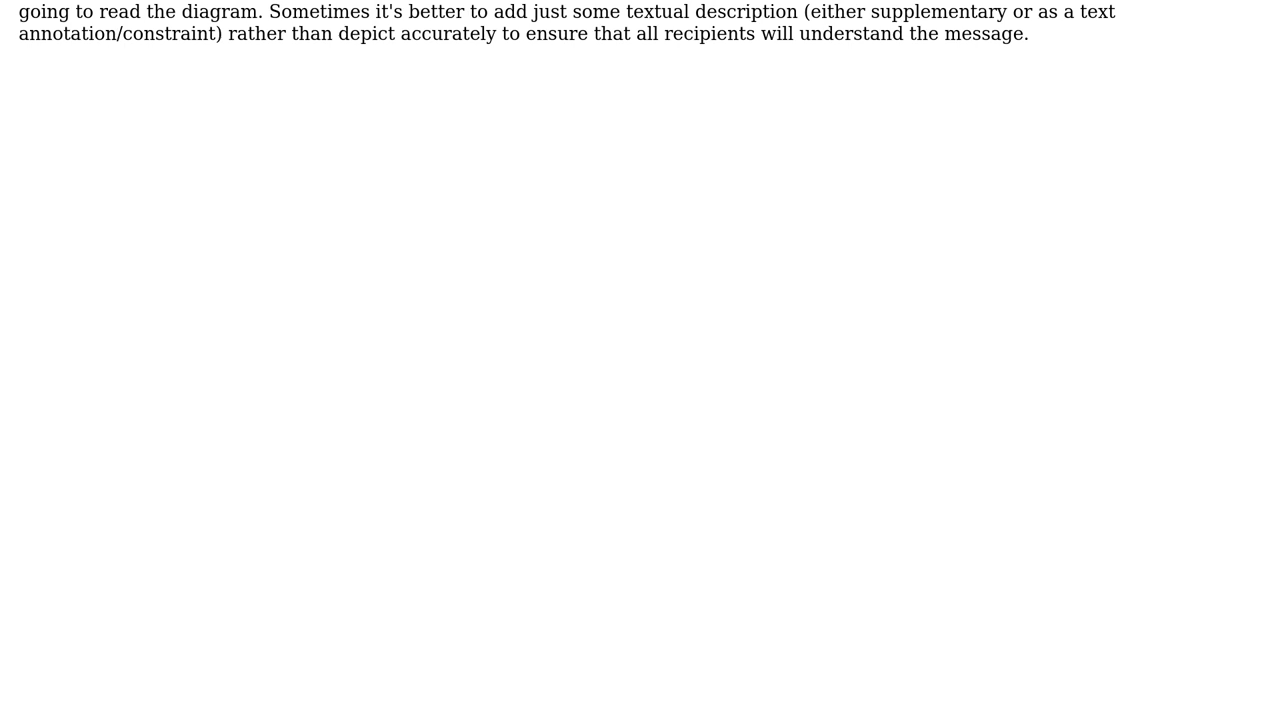 going to read the diagram. Sometimes it's better to add just some textual description (either supplementary or as a text
annotation/constraint) rather than depict accurately to ensure that all recipients will understand the message.